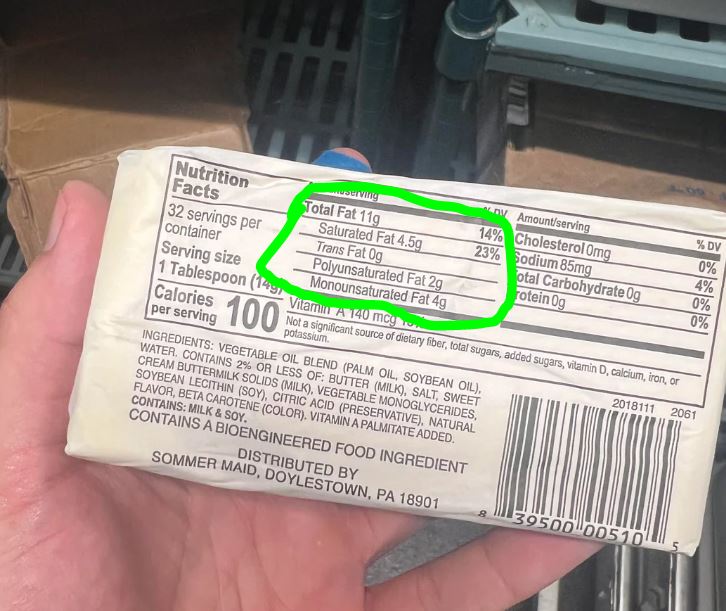 Nutrition
Facts
32 servings per
container
Serving size
1 Tablespoon (14g)
Calories
per serving 100
% DV
Total Fat 11g 14%
Saturated Fat 4.5g 23%
Trans Fat 0g
Polyunsaturated Fat 2g
Monounsaturated Fat 4g
Vitamin A 140 mcg
Amount/serving % DV
Cholesterol 0mg 0%
Sodium 85mg 4%
Total Carbohydrate 0g 0%
Protein 0g 0%
Not a significant source of dietary fiber, total sugars, added sugars, vitamin D, calcium, iron, or
potassium.
INGREDIENTS: VEGETABLE OIL BLEND (PALM OIL, SOYBEAN OIL),
WATER. CONTAINS 2% OR LESS OF: BUTTER (MILK), SALT, SWEET
CREAM BUTTERMILK SOLIDS (MILK), VEGETABLE MONOGLYCERIDES,
SOYBEAN LECITHIN (SOY), CITRIC ACID (PRESERVATIVE), NATURAL
FLAVOR, BETA CAROTENE (COLOR). VITAMIN A PALMITATE ADDED.
CONTAINS: MILK & SOY.
CONTAINS A BIOENGINEERED FOOD INGREDIENT
DISTRIBUTED BY
SOMMER MAID, DOYLESTOWN, PA 18901
2018111 2061
8 39500 00510 5